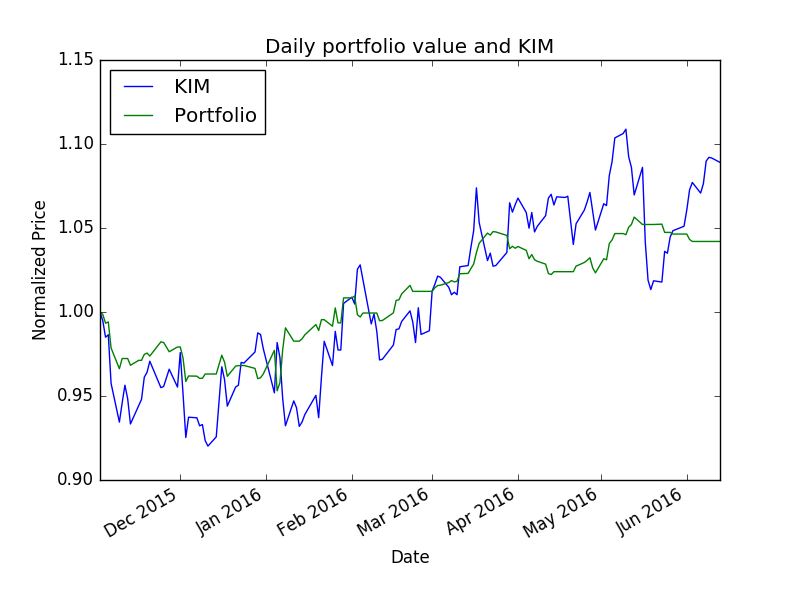 Daily portfolio value and KIM
KIM
Portfolio
1.15
1.10
1.05
1.00
0.95
0.90
Normalized Price
Dec 2015
Jan 2016
Feb 2016
Mar 2016
Apr 2016
May 2016
Jun 2016
Date